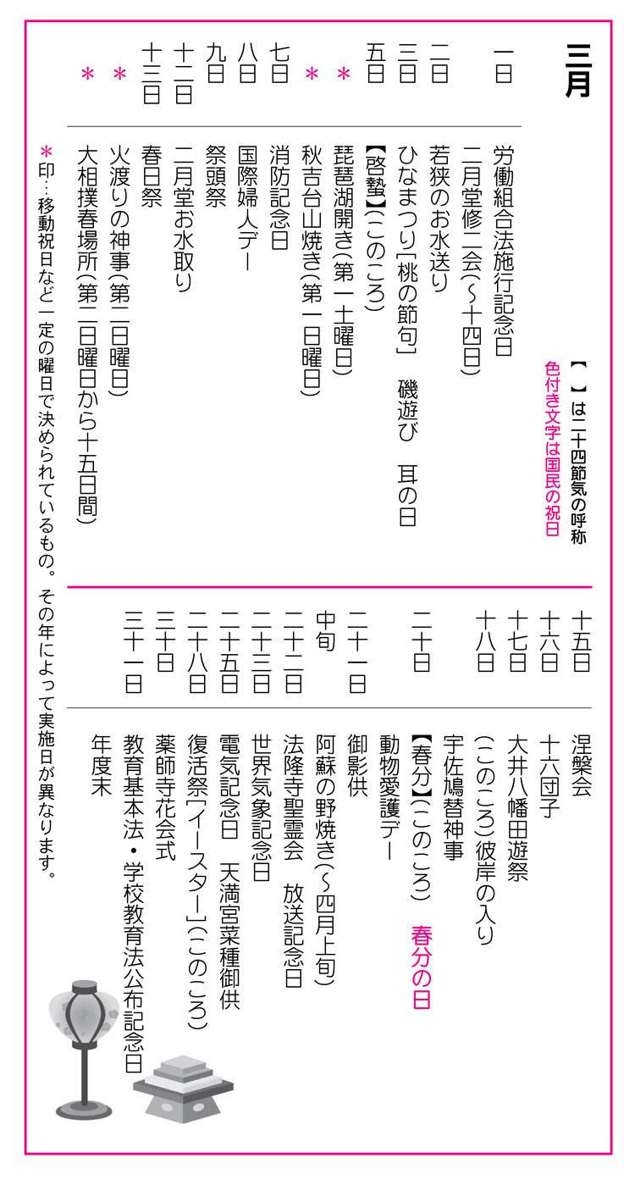 三月
【　】は二十四節気の呼称
色付き文字は国民の祝日
一日　労働組合法施行記念日
二月堂修二会(〜十四日)
二日　若狭のお水送り
三日　ひなまつり[桃の節句]　磯遊び　耳の日
五日　【啓蟄】(このころ)
＊　琵琶湖開き(第一土曜日)
＊　秋吉台山焼き(第一日曜日)
七日　消防記念日
八日　国際婦人デー
九日　祭頭祭
十二日　二月堂お水取り
十三日　春日祭
＊　火渡りの神事(第二日曜日)
＊　大相撲春場所(第二日曜日から十五日間)
十五日　涅槃会
十六日　十六団子
十七日　大井八幡田遊祭
十八日　(このころ)彼岸の入り
宇佐鳩替神事
二十日　【春分】(このころ)　春分の日
動物愛護デー
二十一日　御影供
中旬　阿蘇の野焼き(〜四月上旬)
二十二日　法隆寺聖霊会　放送記念日
二十三日　世界気象記念日
二十五日　電気記念日　天満宮菜種御供
二十八日　復活祭[イースター](このころ)
三十日　薬師寺花会式
三十一日　教育基本法・学校教育法公布記念日
年度末
＊印…移動祝日など一定の曜日で決められているもの。その年によって実施日が異なります。